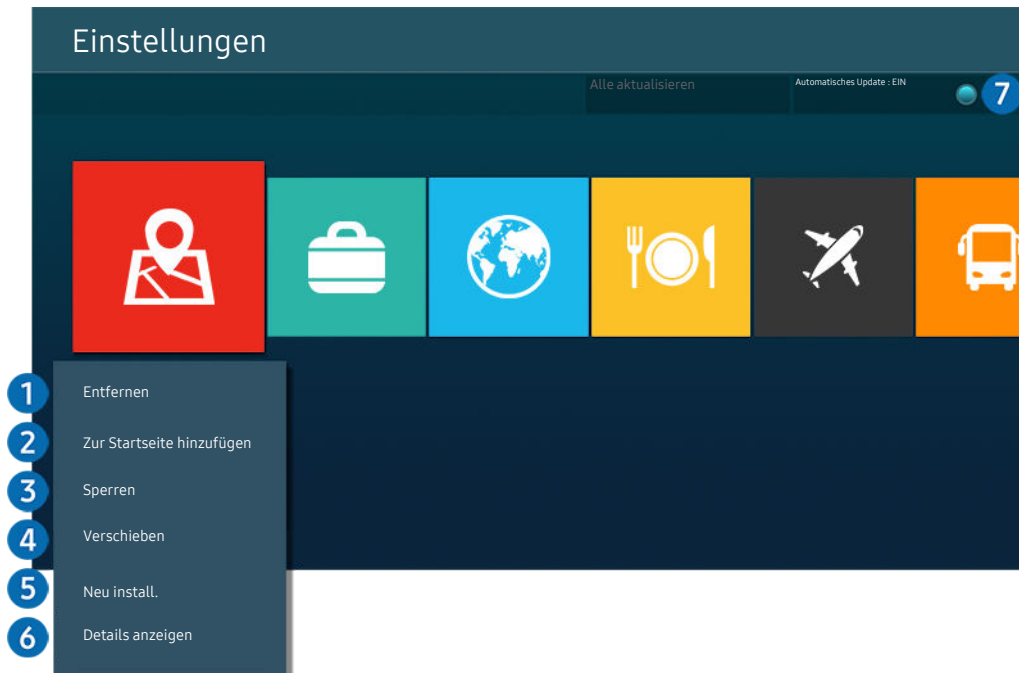 Einstellungen
Alle aktualisieren
Automatisches Update : EIN
7
1 Entfernen
2 Zur Startseite hinzufügen
3 Sperren
4 Verschieben
5 Neu install.
6 Details anzeigen